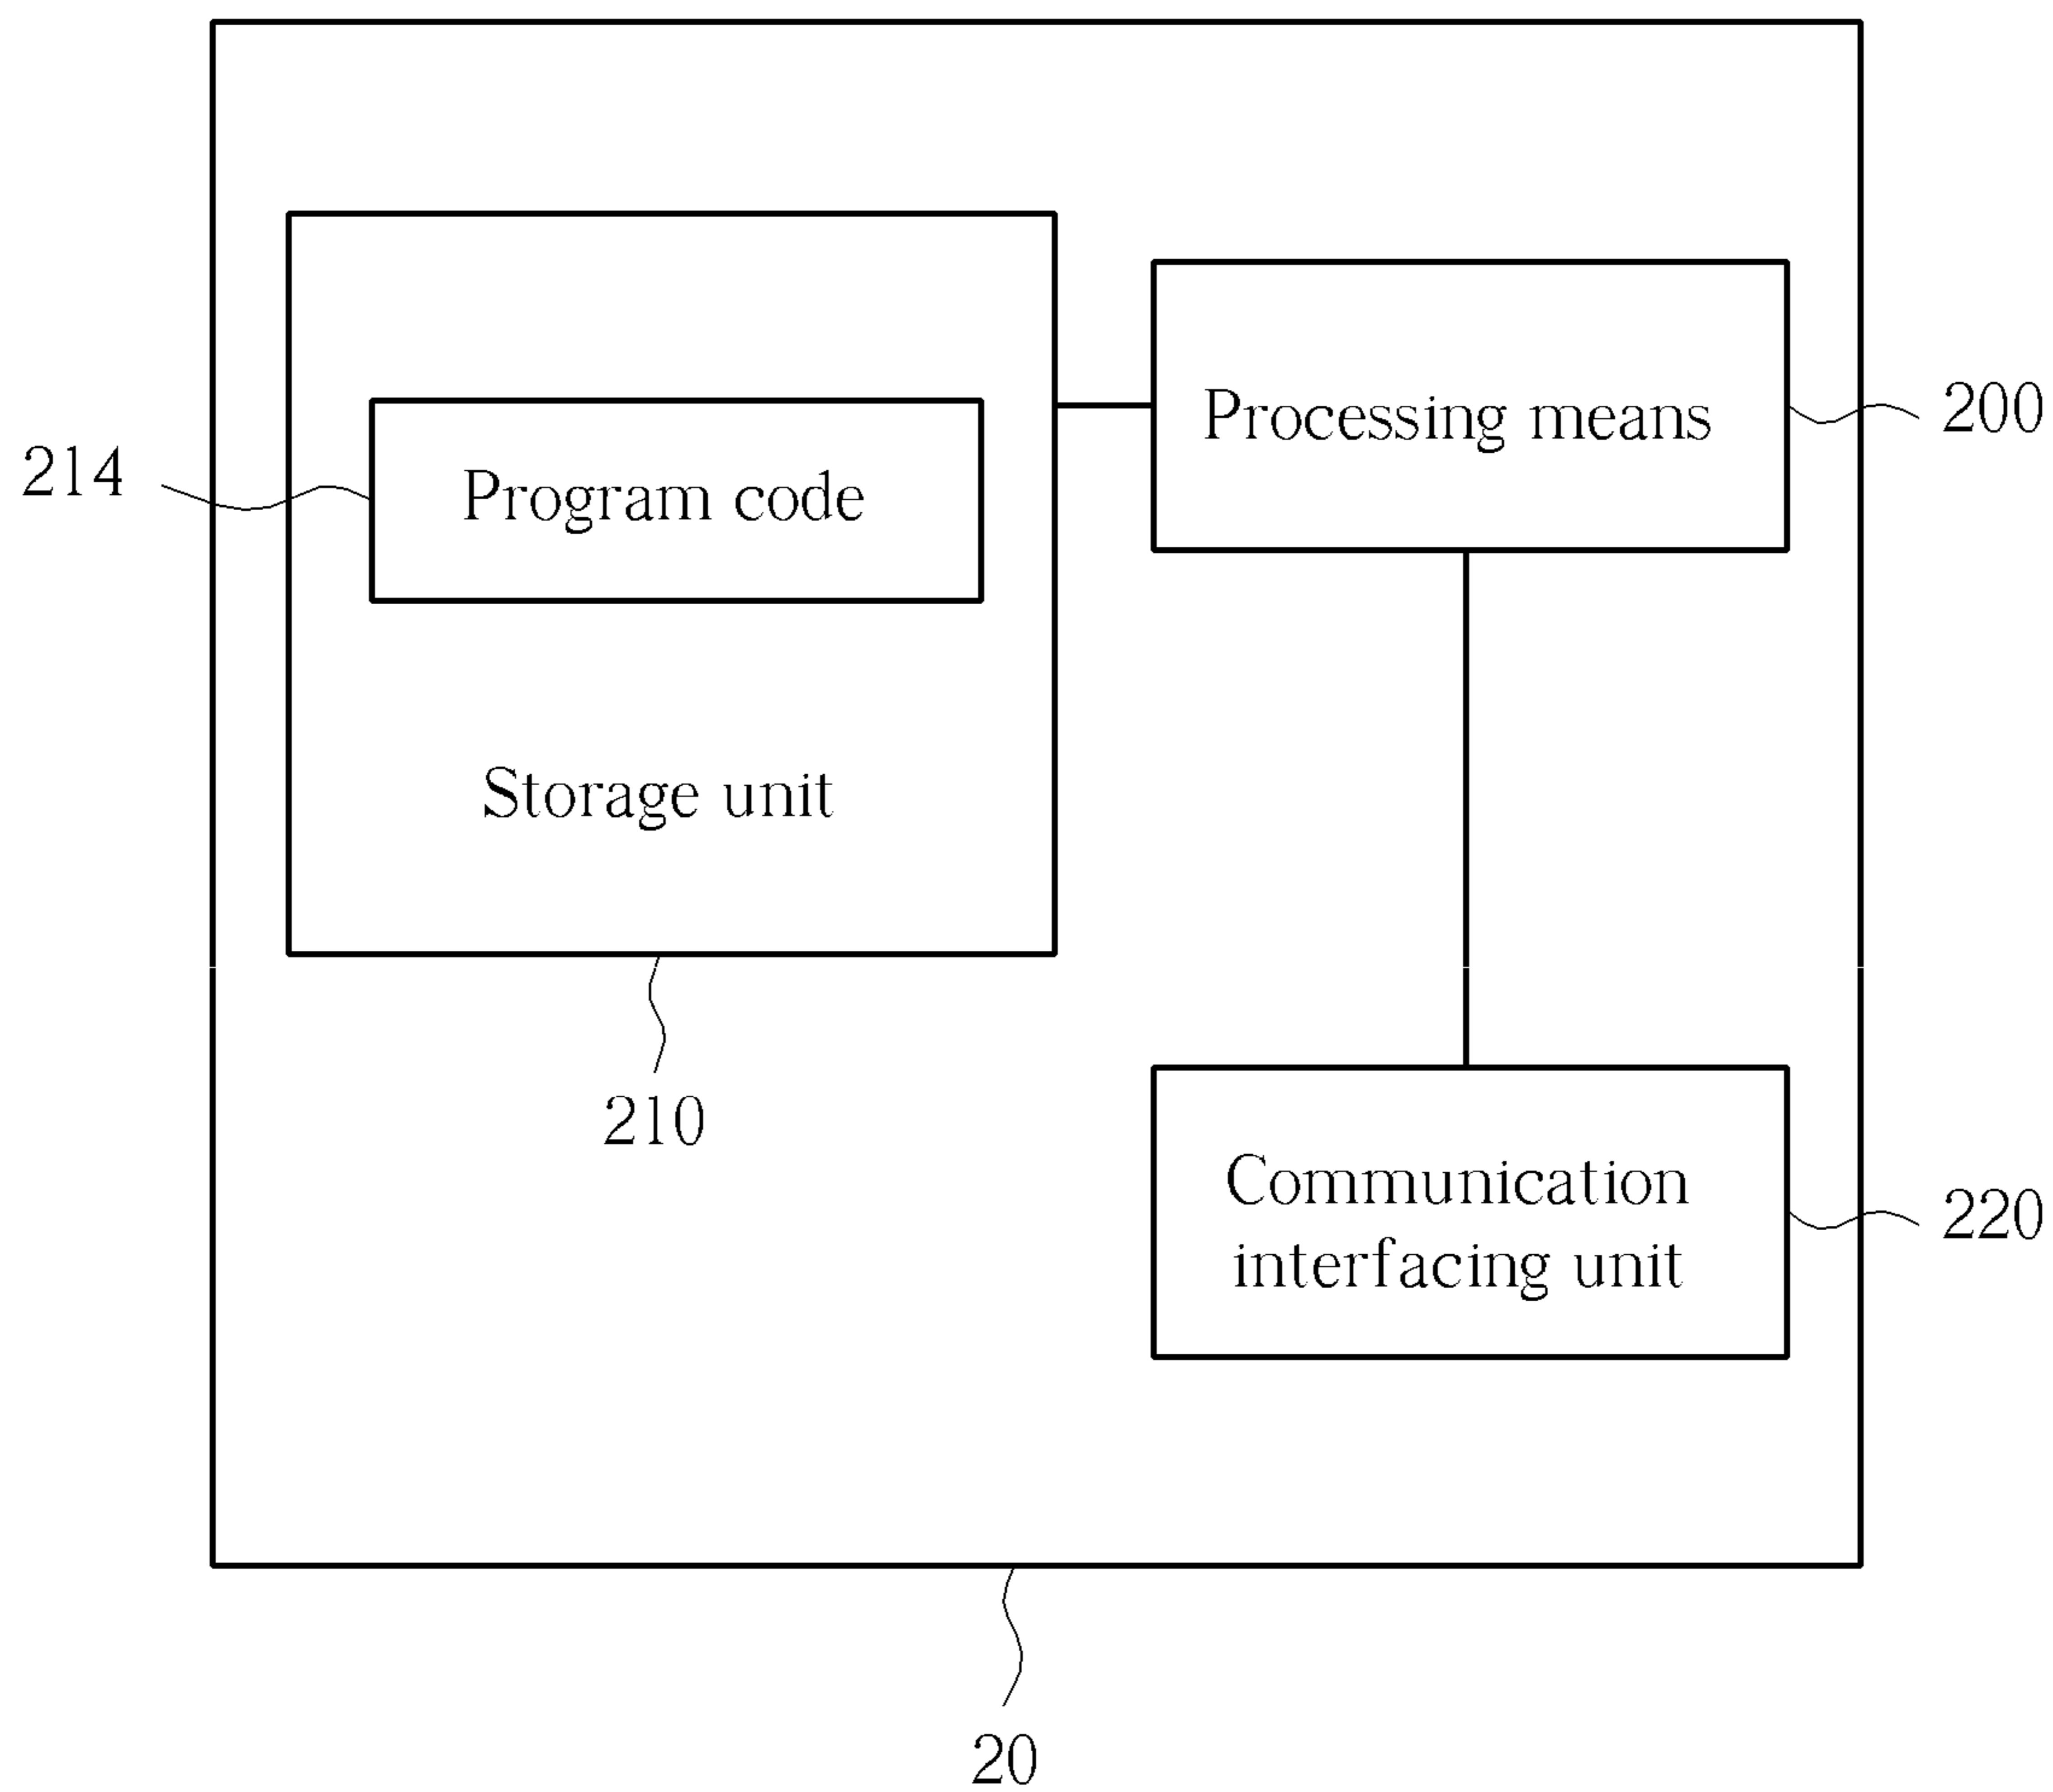 Processing means
200
214
Program code
Storage unit
210
Communication
interfacing unit
220
20